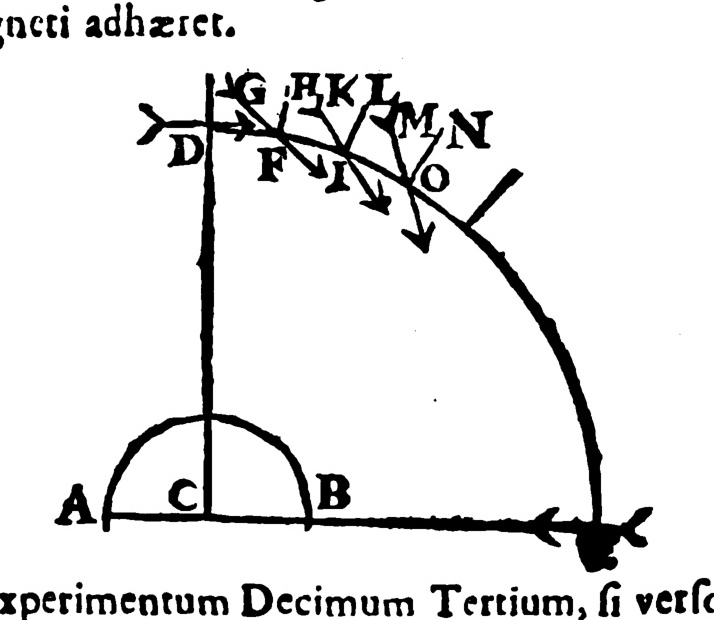 gneti adhæret.
G H K L
M N
D F I O
A C B
xperimentum Decimum Tertium, ſi verſo